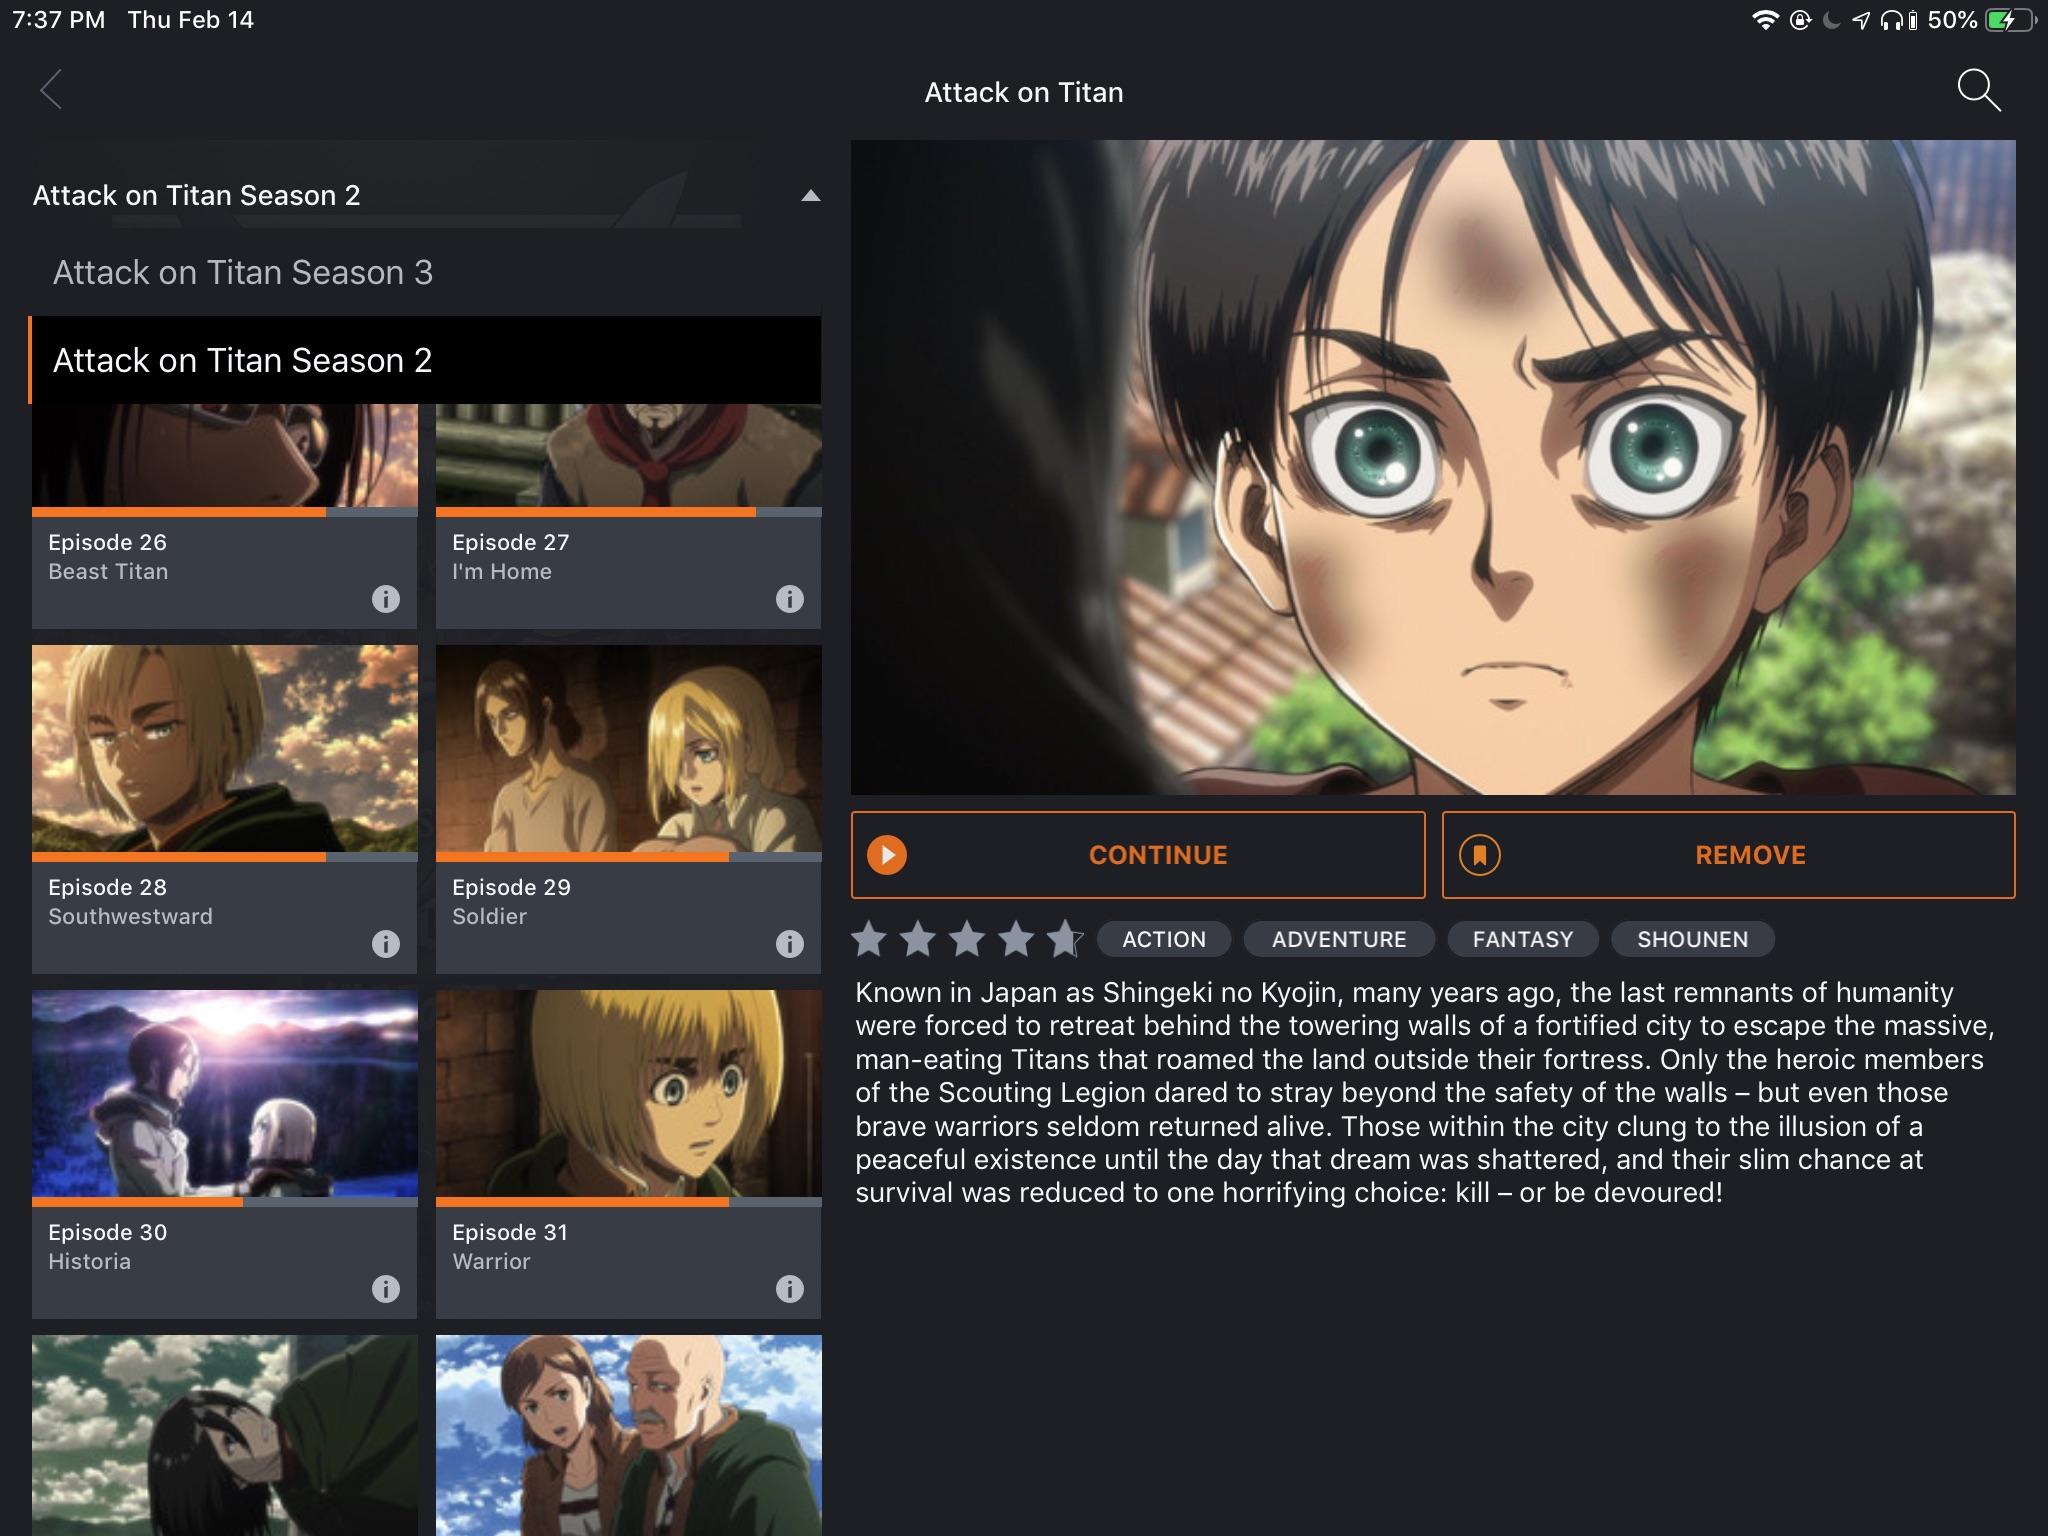 7:37 PM Thu Feb 14
50%
Attack on Titan
Attack on Titan Season 2
Attack on Titan Season 3
Attack on Titan Season 2
Episode 26
Beast Titan
Episode 27
I'm Home
Episode 28
Southwestward
Episode 29
Soldier
Episode 30
Historia
Episode 31
Warrior
CONTINUE
REMOVE
ACTION
ADVENTURE
FANTASY
SHOUNEN
Known in Japan as Shingeki no Kyojin, many years ago, the last remnants of humanity
were forced to retreat behind the towering walls of a fortified city to escape the massive,
man-eating Titans that roamed the land outside their fortress. Only the heroic members
of the Scouting Legion dared to stray beyond the safety of the walls – but even those
brave warriors seldom returned alive. Those within the city clung to the illusion of a
peaceful existence until the day that dream was shattered, and their slim chance at
survival was reduced to one horrifying choice: kill – or be devoured!